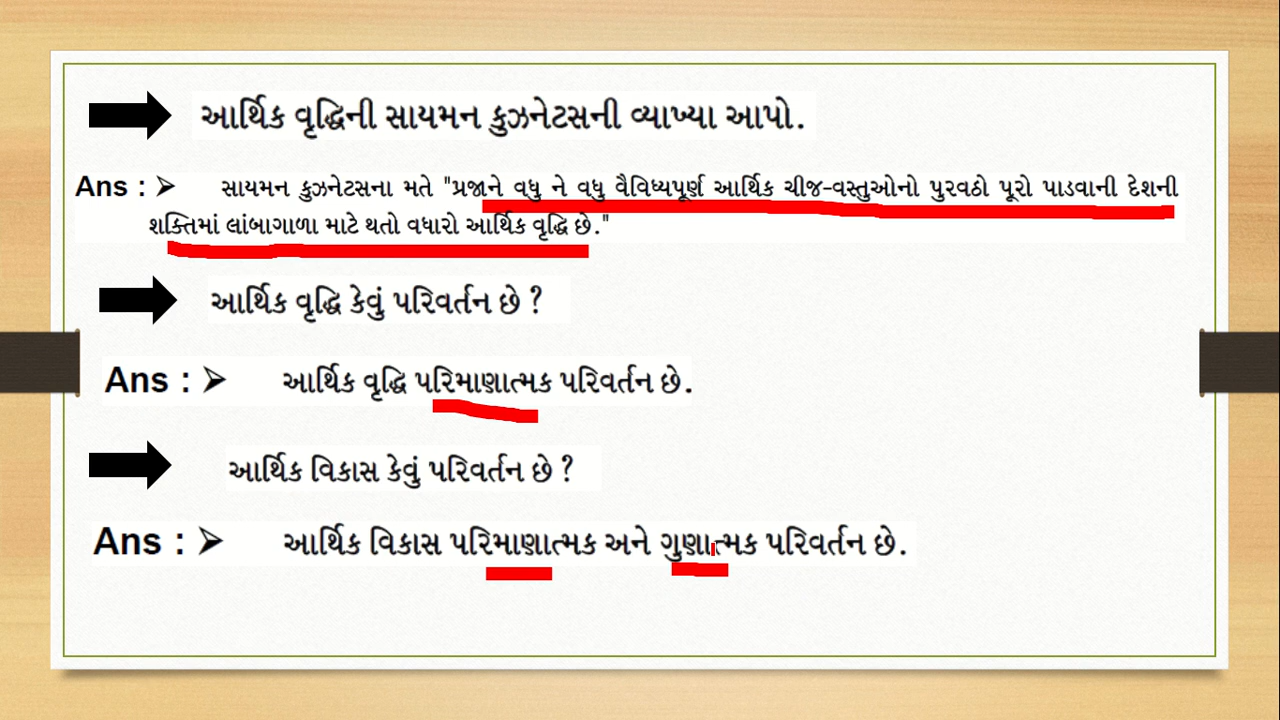 આર્થિક વૃદ્ધિની સાયમન કુઝનેટસની વ્યાખ્યા આપો.
Ans : ➢ સાયમન કુઝનેટસના મતે "પ્રજાને વધુ ને વધુ વૈવિધ્યપૂર્ણ આર્થિક ચીજ-વસ્તુઓનો પુરવઠો પૂરો પાડવાની દેશની
શક્તિમાં લાંબાગાળા માટે થતો વધારો આર્થિક વૃદ્ધિ છે."
આર્થિક વૃદ્ધિ કેવું પરિવર્તન છે ?
Ans : ➢ આર્થિક વૃદ્ધિ પરિમાણાત્મક પરિવર્તન છે.
આર્થિક વિકાસ કેવું પરિવર્તન છે ?
Ans : ➢ આર્થિક વિકાસ પરિમાણાત્મક અને ગુણાત્મક પરિવર્તન છે.